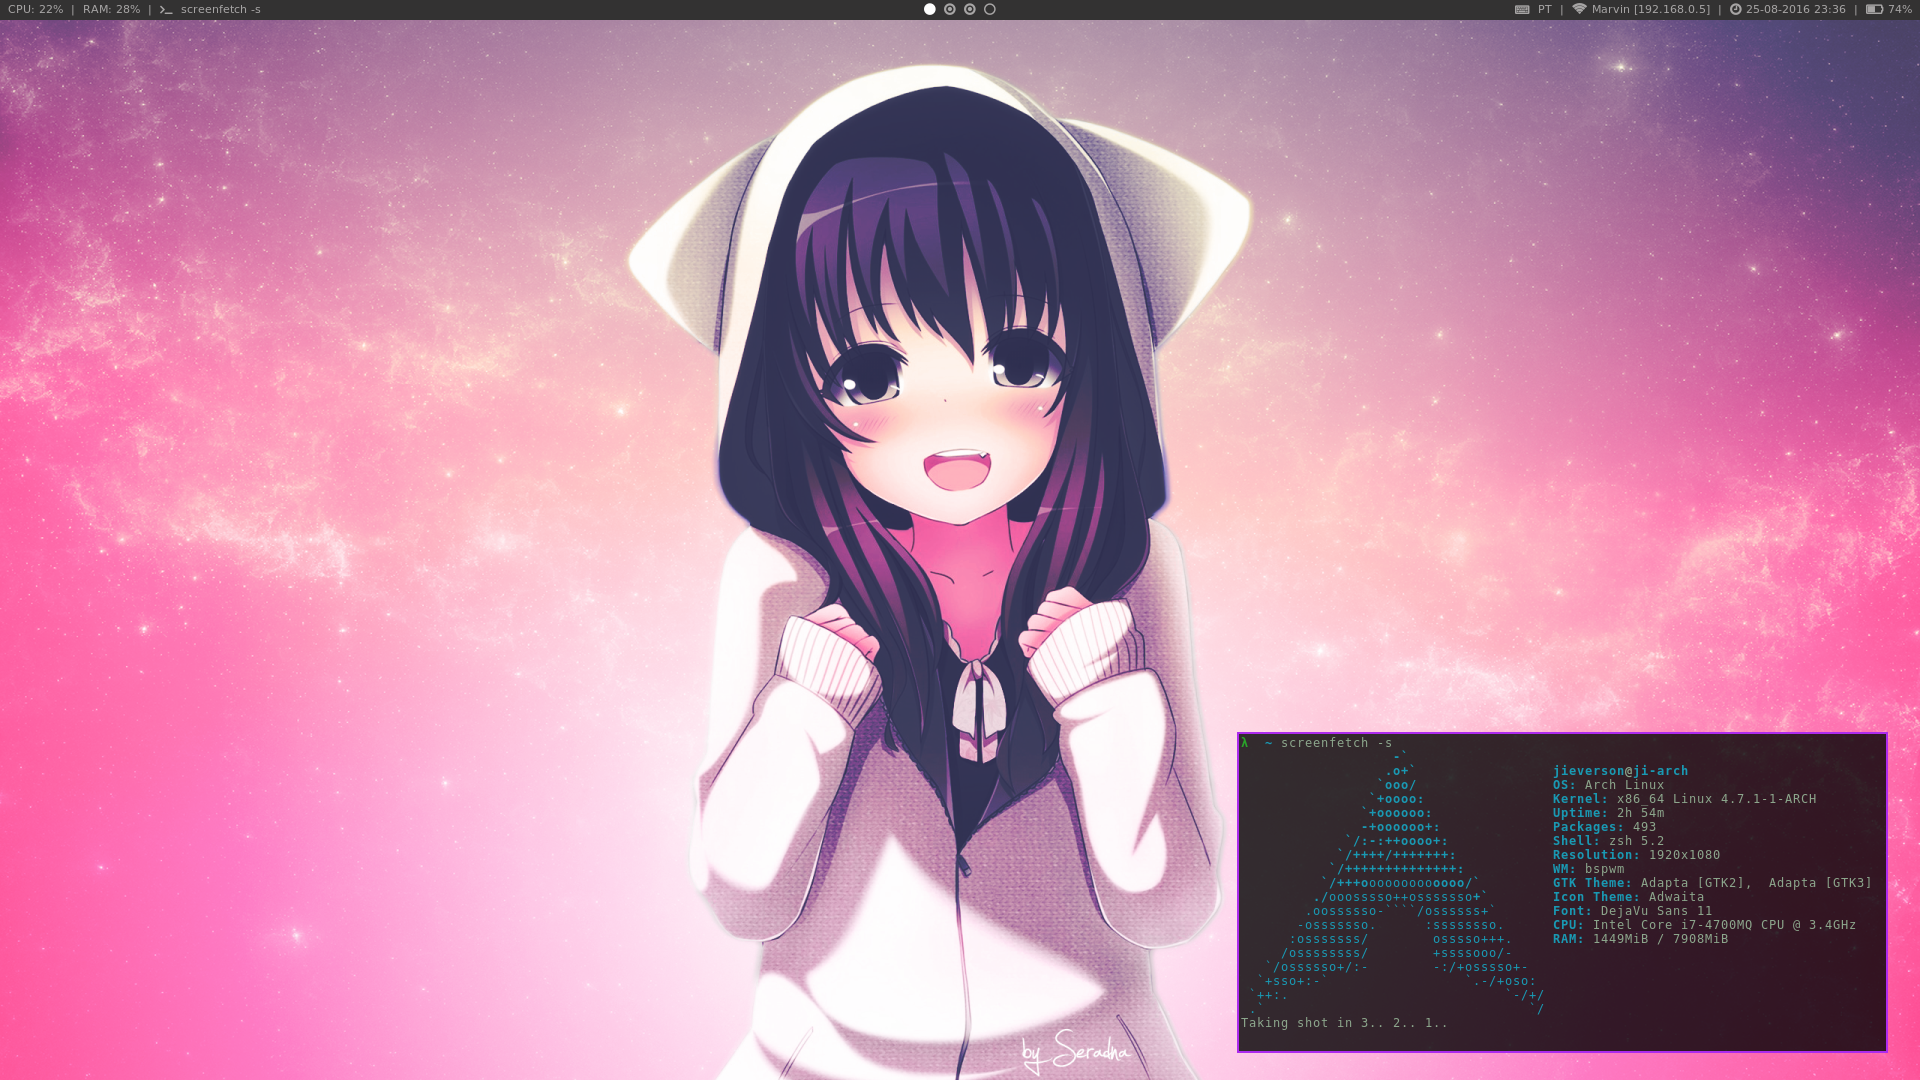 CPU: 22% | RAM: 28% | screenfetch -s
PT | Marvin [192.168.0.5] | 25-08-2016 23:36 | 74%
λ ~ screenfetch -s
-`
.o+`
`ooo/
`+oooo:
`+oooooo:
-+oooooo+:
`/:-:++oooo+:
`/++++/+++++++:
`/++++++++++++++:
`/+++ooooooooooooo/`
./ooosssso++osssssso+`
.oossssso-````/ossssss+`
-osssssso. :ssssssso.
:osssssss/ osssso+++.
/ossssssss/ +ssssooo/-
`/ossssso+/:- -:/+osssso+-
`+sso+:-` `.-/+oso:
`++:. `-/+/
.` `/
jieverson@ji-arch
OS: Arch Linux
Kernel: x86_64 Linux 4.7.1-1-ARCH
Uptime: 2h 54m
Packages: 493
Shell: zsh 5.2
Resolution: 1920x1080
WM: bspwm
GTK Theme: Adapta [GTK2], Adapta [GTK3]
Icon Theme: Adwaita
Font: DejaVu Sans 11
CPU: Intel Core i7-4700MQ CPU @ 3.4GHz
RAM: 1449MiB / 7908MiB
Taking shot in 3.. 2.. 1..
by Seradna